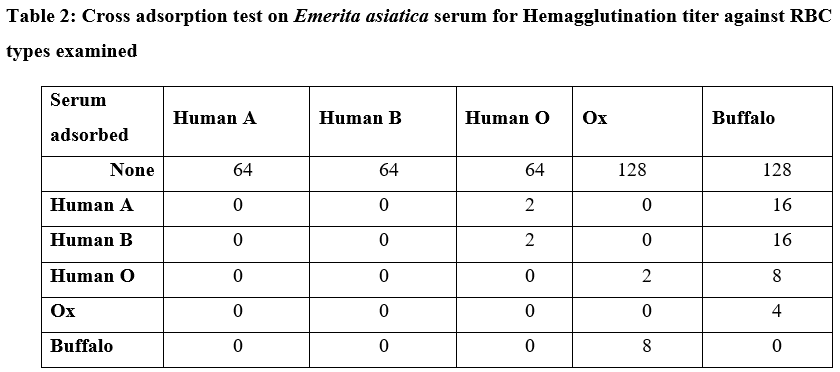 Table 2: Cross adsorption test on Emerita asiatica serum for Hemagglutination titer against RBC
types examined
Serum adsorbed Human A Human B Human O Ox Buffalo
None 64 64 64 128 128
Human A 0 0 2 0 16
Human B 0 0 2 0 16
Human O 0 0 0 2 8
Ox 0 0 0 0 4
Buffalo 0 0 0 8 0